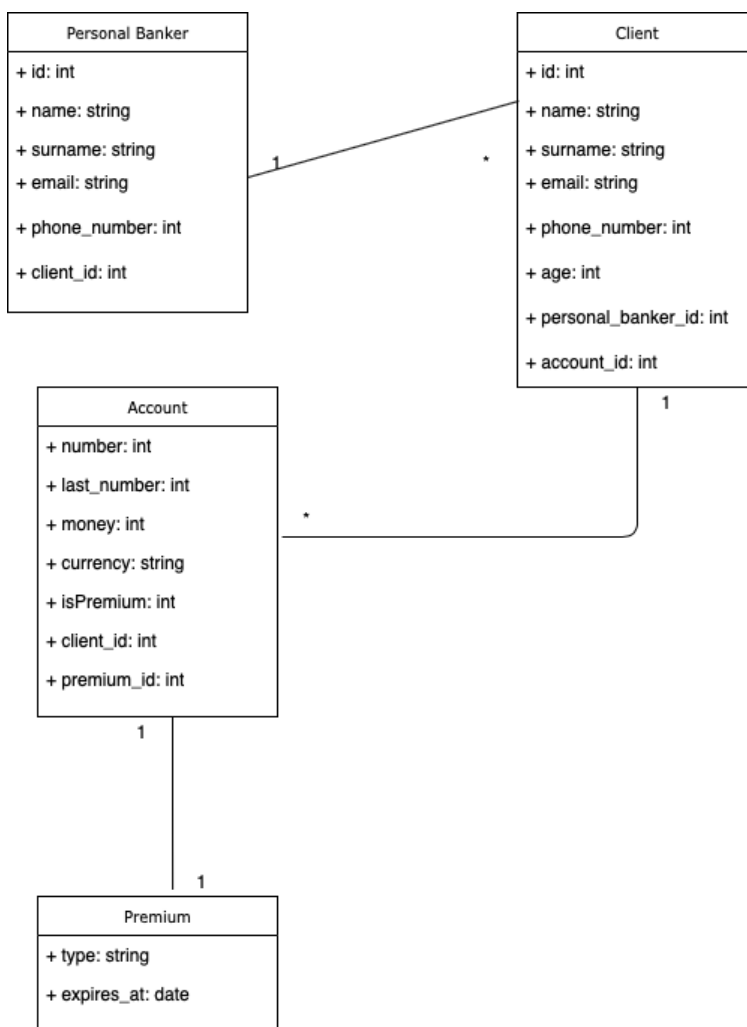 Personal Banker
+ id: int
+ name: string
+ surname: string
+ email: string
+ phone_number: int
+ client_id: int
1
*
Client
+ id: int
+ name: string
+ surname: string
+ email: string
+ phone_number: int
+ age: int
+ personal_banker_id: int
+ account_id: int
1
*
Account
+ number: int
+ last_number: int
+ money: int
+ currency: string
+ isPremium: int
+ client_id: int
+ premium_id: int
1
1
Premium
+ type: string
+ expires_at: date